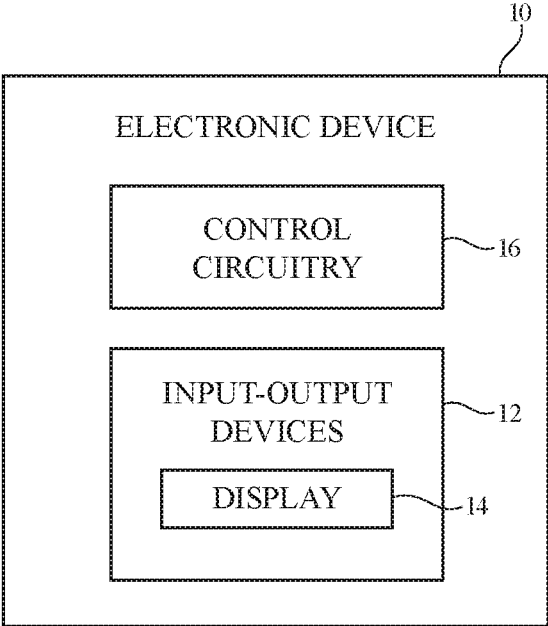 10
ELECTRONIC DEVICE
CONTROL
CIRCUITRY
16
INPUT-OUTPUT
DEVICES
12
DISPLAY
14